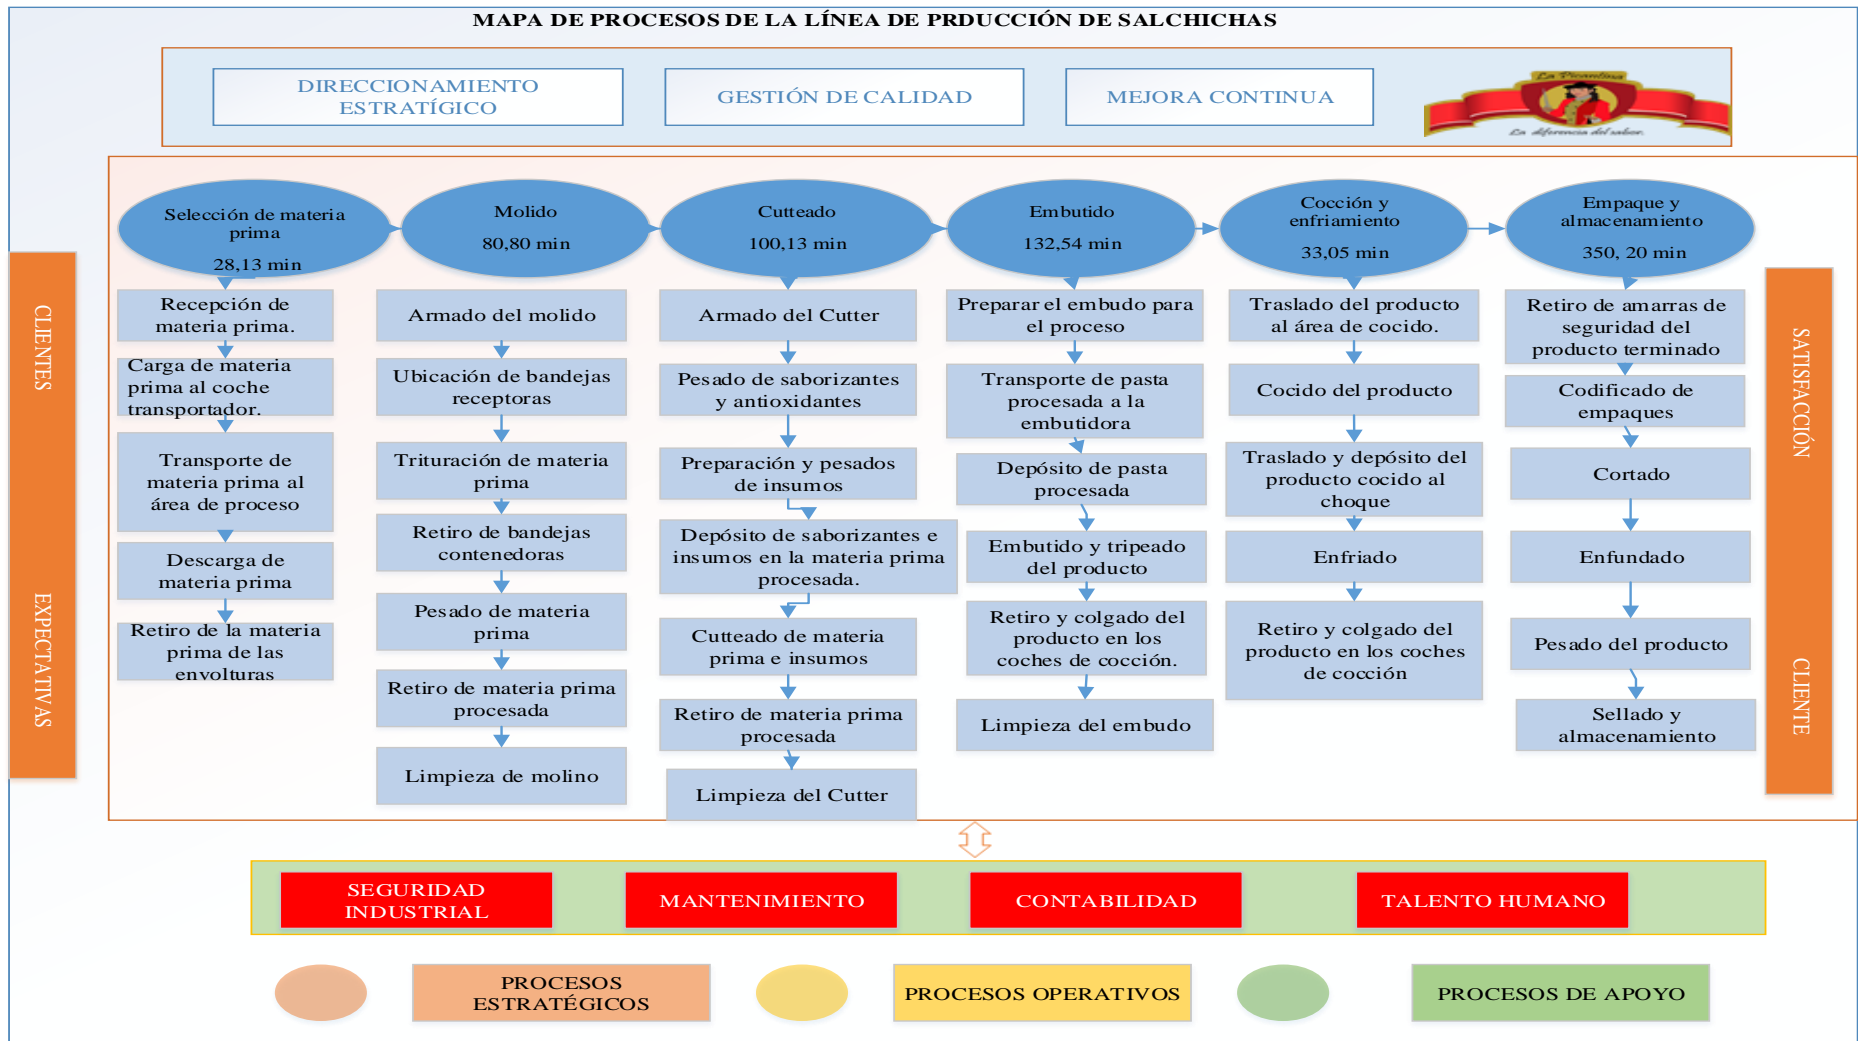 MAPA DE PROCESOS DE LA LÍNEA DE PRDUCCIÓN DE SALCHICHAS
DIRECCIONAMIENTO
ESTRATÍGICO
GESTIÓN DE CALIDAD
MEJORA CONTINUA
La Picantina
La diferencia del sabor.
CLIENTES
EXPECTATIVAS
Selección de materia
prima
28,13 min
Recepción de
materia prima.
Carga de materia
prima al coche
transportador.
Transporte de
materia prima al
área de proceso
Descarga de
materia prima
Retiro de la materia
prima de las
envolturas
Molido
80,80 min
Armado del molido
Ubicación de bandejas
receptoras
Trituración de materia
prima
Retiro de bandejas
contenedoras
Pesado de materia
prima
Retiro de materia prima
procesada
Limpieza de molino
Cutteado
100,13 min
Armado del Cutter
Pesado de saborizantes
y antioxidantes
Preparación y pesados
de insumos
Depósito de saborizantes e
insumos en la materia prima
procesada.
Cutteado de materia
prima e insumos
Retiro de materia prima
procesada
Limpieza del Cutter
Embutido
132,54 min
Preparar el embudo para
el proceso
Transporte de pasta
procesada a la
embutidora
Depósito de pasta
procesada
Embutido y tripeado
del producto
Retiro y colgado del
producto en los
coches de cocción.
Limpieza del embudo
Cocción y
enfriamiento
33,05 min
Traslado del producto
al área de cocido.
Cocido del producto
Traslado y depósito del
producto cocido al
choque
Enfriado
Retiro y colgado del
producto en los coches
de cocción
Empaque y
almacenamiento
350, 20 min
Retiro de amarras de
seguridad del
producto terminado
Codificado de
empaques
Cortado
Enfundado
Pesado del producto
Sellado y
almacenamiento
SATISFACCIÓN
CLIENTE
SEGURIDAD
INDUSTRIAL
MANTENIMIENTO
CONTABILIDAD
TALENTO HUMANO
PROCESOS
ESTRATÉGICOS
PROCESOS OPERATIVOS
PROCESOS DE APOYO